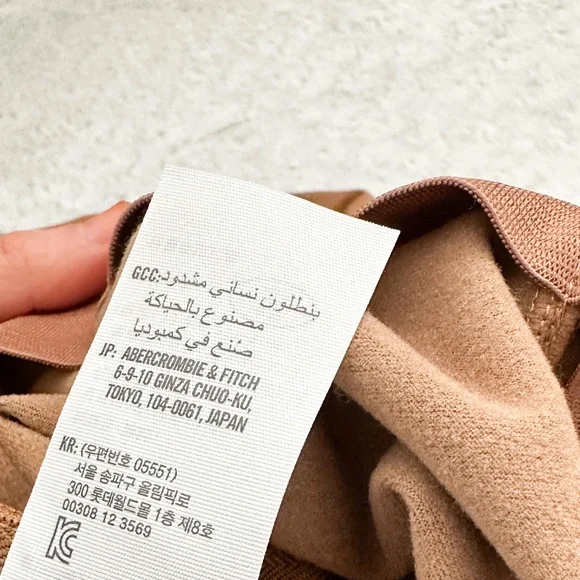 GCC: بنطلون نسائي مشدود
مصنوع بالحياكة
صُنع في كمبوديا
JP: ABERCROMBIE & FITCH
6-9-10 GINZA CHUO-KU,
TOKYO, 104-0061, JAPAN
KR: (우편번호 05551)
서울 송파구 올림픽로
300 롯데월드몰 1층 제8호
00308 12 3569